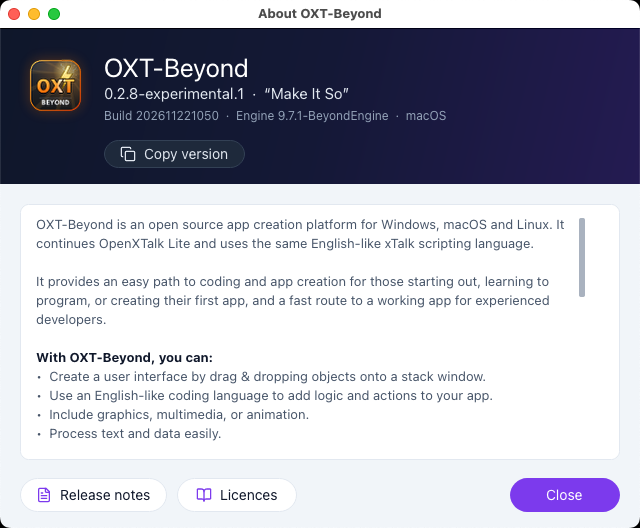 About OXT-Beyond
OXT
BEYOND
OXT-Beyond
0.2.8-experimental.1 · “Make It So”
Build 202611221050 · Engine 9.7.1-BeyondEngine · macOS
Copy version
OXT-Beyond is an open source app creation platform for Windows, macOS and Linux. It
continues OpenXTalk Lite and uses the same English-like xTalk scripting language.
It provides an easy path to coding and app creation for those starting out, learning to
program, or creating their first app, and a fast route to a working app for experienced
developers.
With OXT-Beyond, you can:
• Create a user interface by drag & dropping objects onto a stack window.
• Use an English-like coding language to add logic and actions to your app.
• Include graphics, multimedia, or animation.
• Process text and data easily.
Release notes
Licences
Close